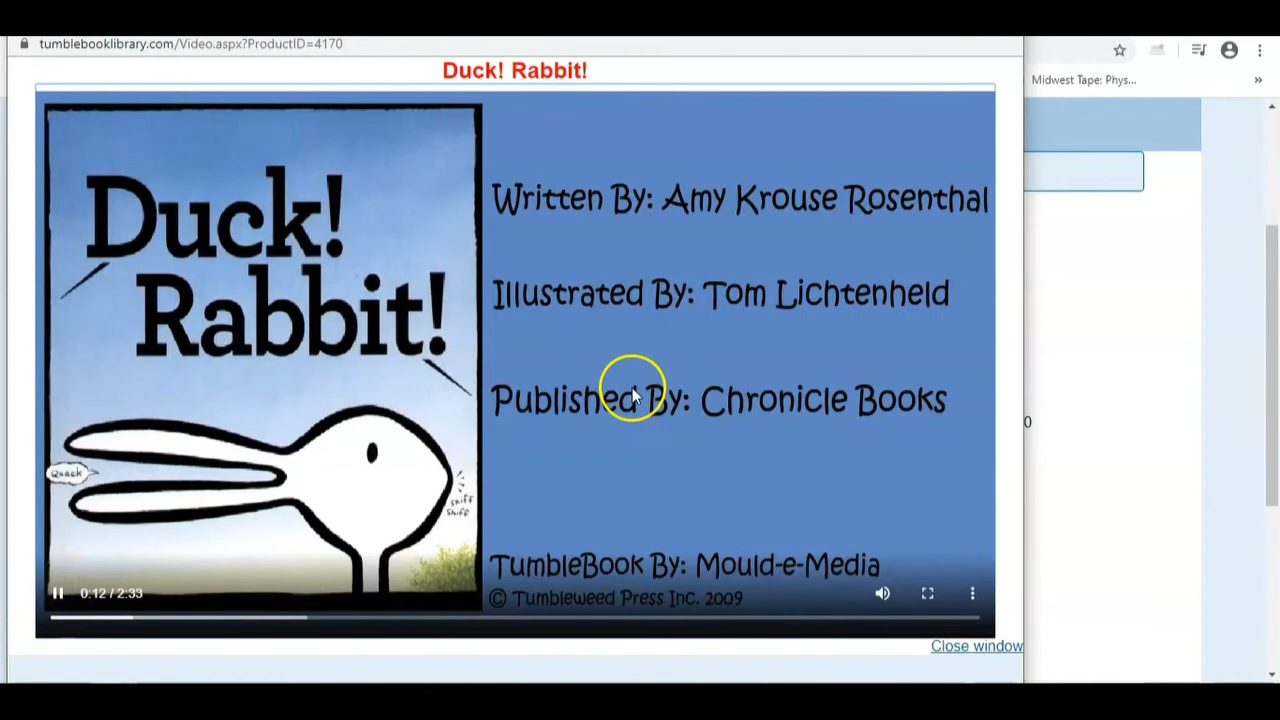 tumblebooklibrary.com/Video.aspx?ProductID=4170
Midwest Tape: Phys...
»
Duck! Rabbit!
Duck!
Rabbit!
Quack
sniff
sniff
Written By: Amy Krouse Rosenthal
Illustrated By: Tom Lichtenheld
Published By: Chronicle Books
TumbleBook By: Mould-e-Media
© Tumbleweed Press Inc. 2009
0:12 / 2:33
Close window
0